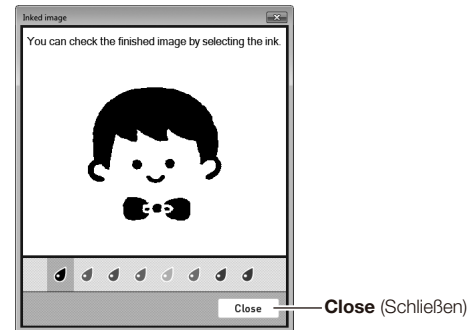 Inked image
You can check the finished image by selecting the ink.
Close
Close (Schließen)